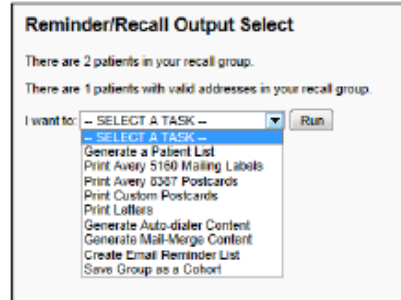 Reminder/Recall Output Select
There are 2 patients in your recall group.
There are 1 patients with valid addresses in your recall group.
I want to: -- SELECT A TASK -- Run
-- SELECT A TASK --
Generate a Patient List
Print Avery 5160 Mailing Labels
Print Avery 8387 Postcards
Print Custom Postcards
Print Letters
Generate Auto-dialer Content
Generate Mail-Merge Content
Create Email Reminder List
Save Group as a Cohort